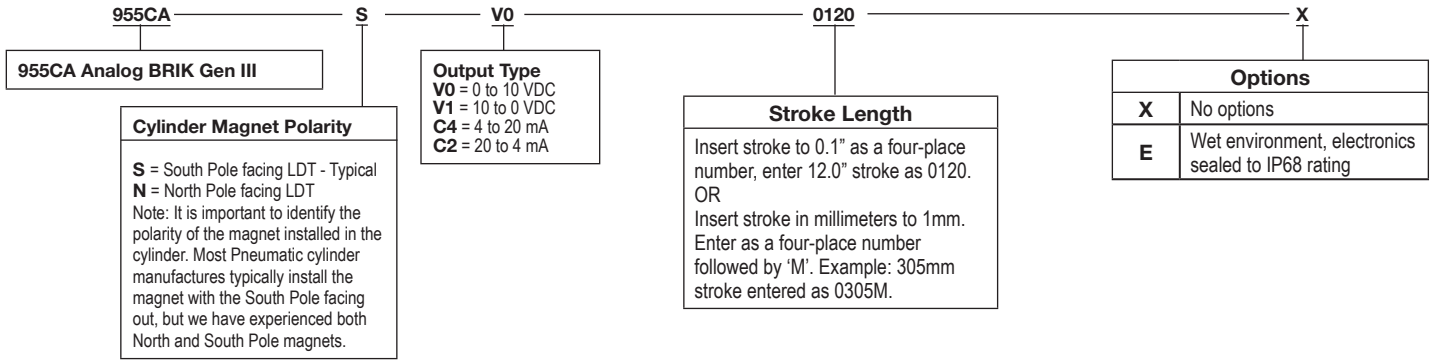 955CA S V0 0120 X
955CA Analog BRIK Gen III
Cylinder Magnet Polarity
S = South Pole facing LDT - Typical
N = North Pole facing LDT
Note: It is important to identify the
polarity of the magnet installed in the
cylinder. Most Pneumatic cylinder
manufactures typically install the
magnet with the South Pole facing
out, but we have experienced both
North and South Pole magnets.
Output Type
V0 = 0 to 10 VDC
V1 = 10 to 0 VDC
C4 = 4 to 20 mA
C2 = 20 to 4 mA
Stroke Length
Insert stroke to 0.1” as a four-place
number, enter 12.0” stroke as 0120.
OR
Insert stroke in millimeters to 1mm.
Enter as a four-place number
followed by ‘M’. Example: 305mm
stroke entered as 0305M.
Options
X No options
E Wet environment, electronics
sealed to IP68 rating